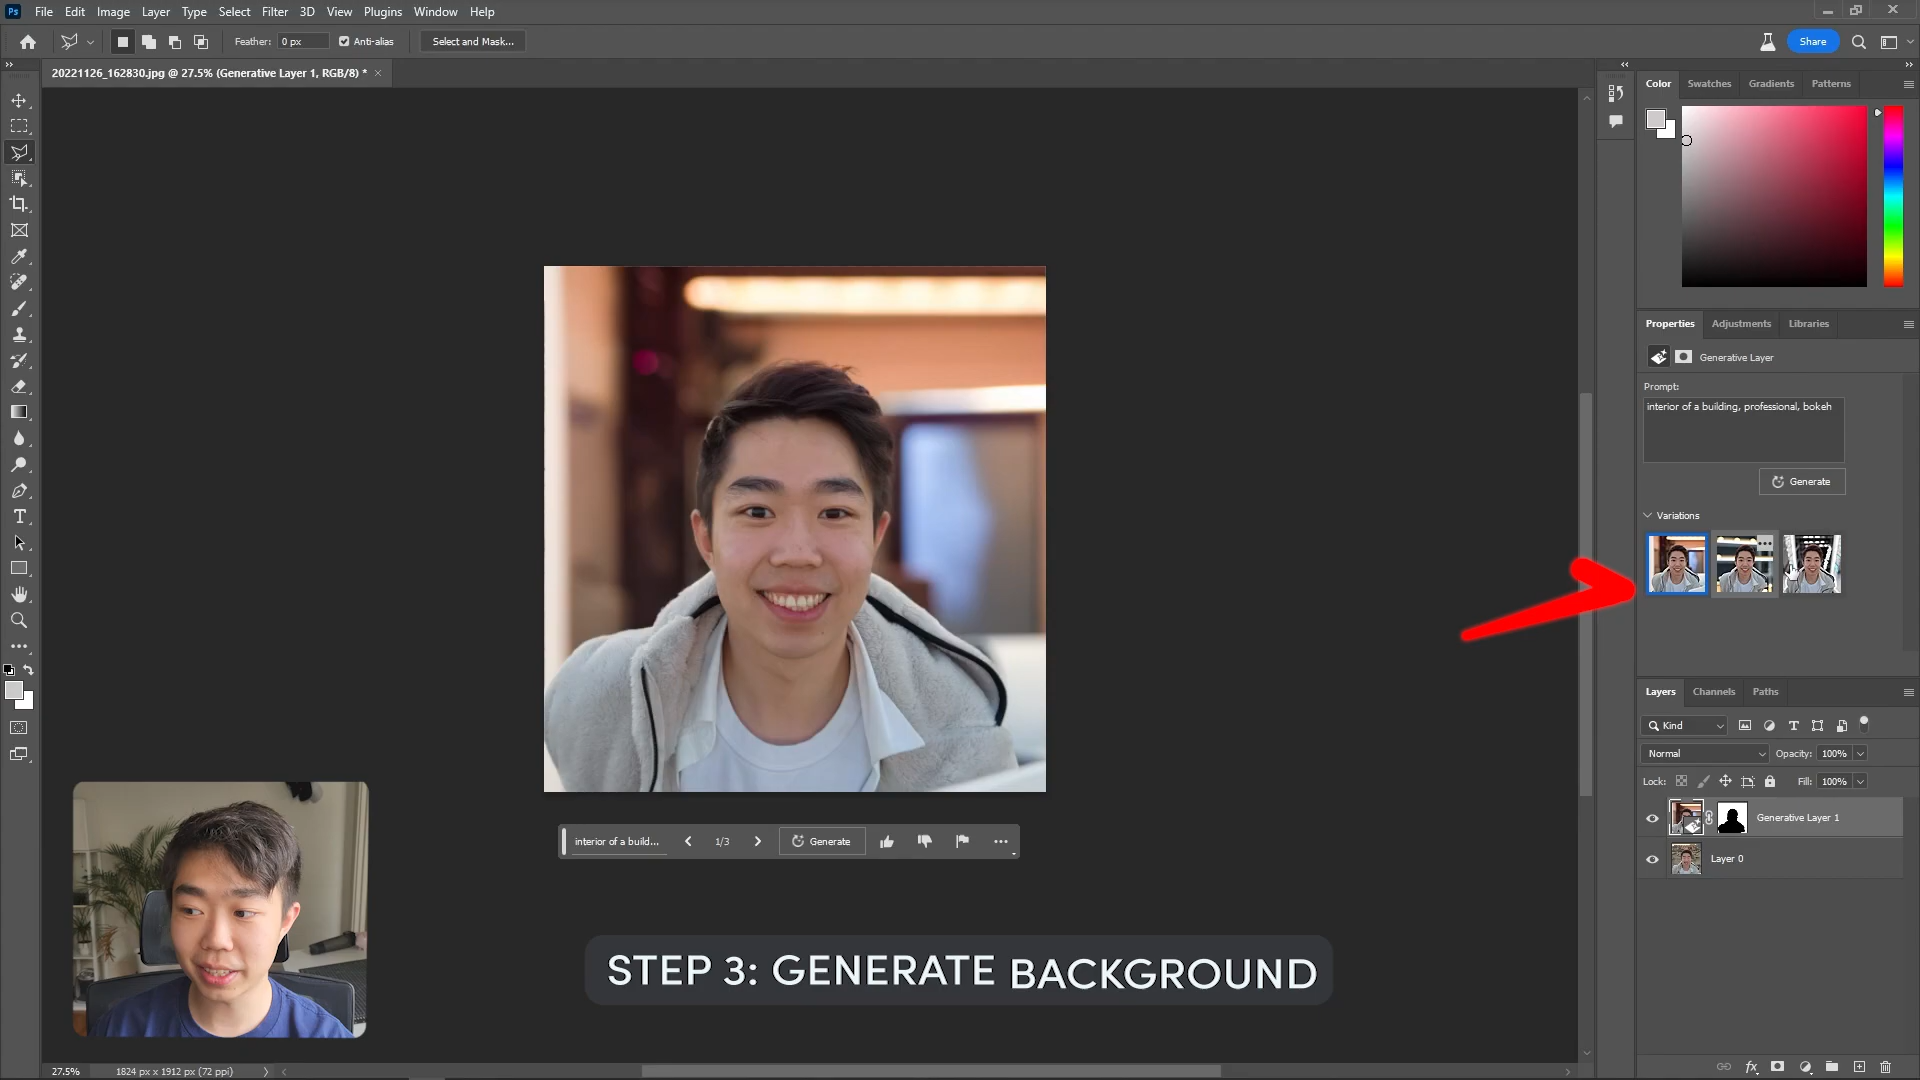 Ps File Edit Image Layer Type Select Filter 3D View Plugins Window Help
Feather: 0 px Anti-alias Select and Mask... Share
20221126_162830.jpg @ 27.5% (Generative Layer 1, RGB/8) * ×
Color Swatches Gradients Patterns
Properties Adjustments Libraries
Generative Layer
Prompt:
interior of a building, professional, bokeh
Generate
Variations
Layers Channels Paths
Kind
Normal Opacity: 100%
Lock: Fill: 100%
Generative Layer 1
Layer 0
interior of a build... 1/3 Generate
STEP 3: GENERATE BACKGROUND
27.5% 1824 px x 1912 px (72 ppi)